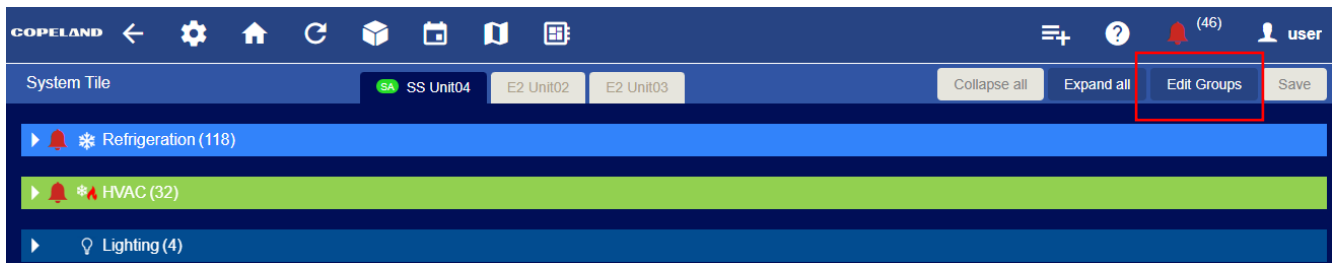 COPELAND (46) user
System Tile SA SS Unit04 E2 Unit02 E2 Unit03 Collapse all Expand all Edit Groups Save
Refrigeration (118)
HVAC (32)
Lighting (4)